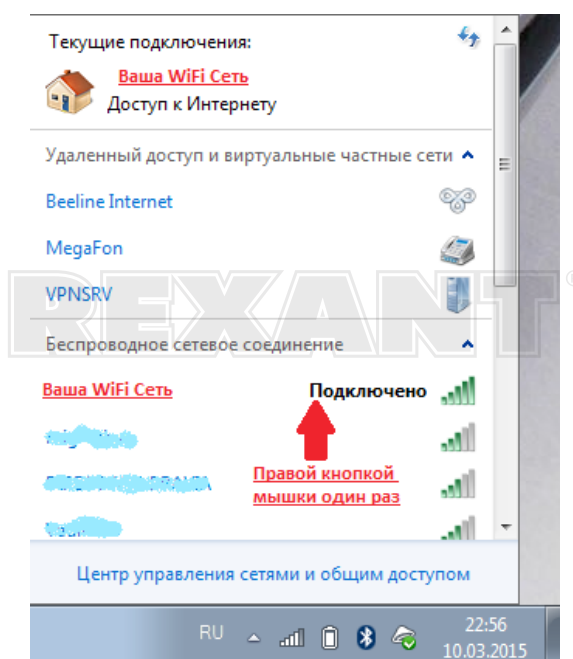 Текущие подключения:
Ваша WiFi Сеть
Доступ к Интернету
Удаленный доступ и виртуальные частные сети
Beeline Internet
MegaFon
VPNSRV
REXANT
®
Беспроводное сетевое соединение
Ваша WiFi Сеть Подключено
Правой кнопкой
мышки один раз
Центр управления сетями и общим доступом
RU 22:56
10.03.2015